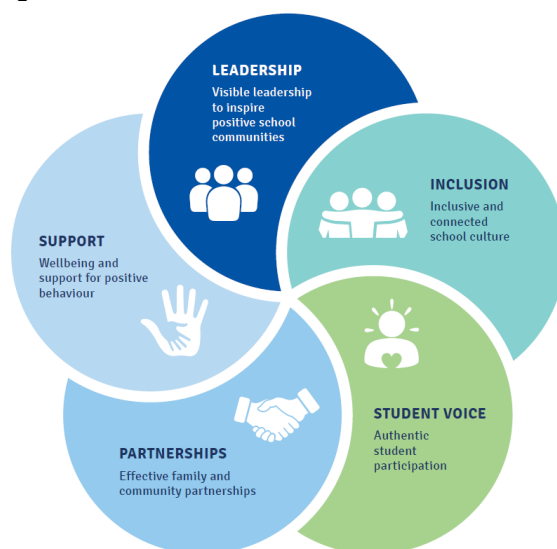 LEADERSHIP
Visible leadership
to inspire
positive school
communities
INCLUSION
Inclusive and
connected
school culture
STUDENT VOICE
Authentic
student
participation
PARTNERSHIPS
Effective family and
community partnerships
SUPPORT
Wellbeing and
support for positive
behaviour